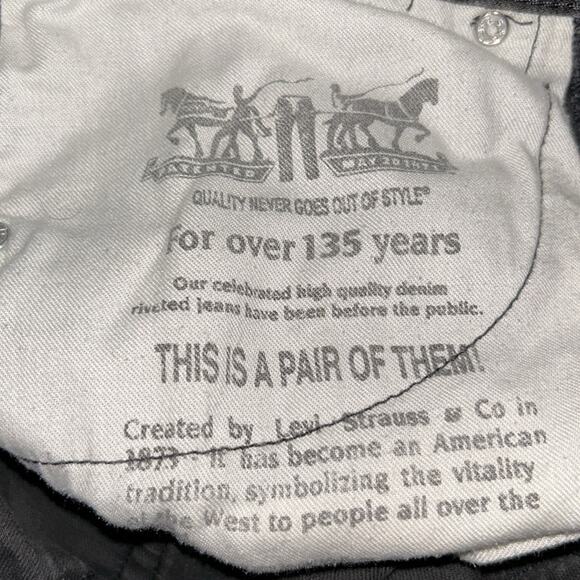 PATENTED MAY 20 1873
QUALITY NEVER GOES OUT OF STYLE®
For over 135 years
Our celebrated high quality denim
riveted jeans have been before the public.
THIS IS A PAIR OF THEM!
Created by Levi Strauss & Co in
1873 - It has become an American
tradition, symbolizing the vitality
of the West to people all over the